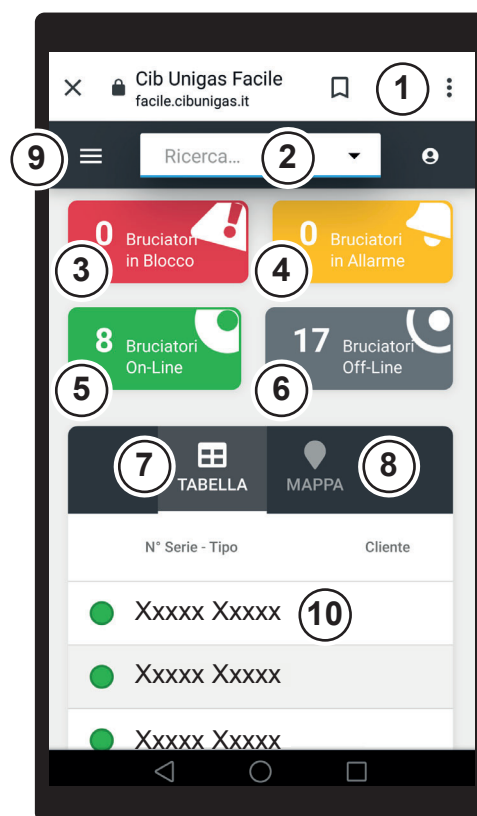 Cib Unigas Facile
facile.cibunigas.it
1
9
Ricerca...
2
0 Bruciatori
in Blocco
3
0 Bruciatori
in Allarme
4
8 Bruciatori
On-Line
5
17 Bruciatori
Off-Line
6
7
TABELLA
MAPPA
8
N° Serie - Tipo
Cliente
Xxxxx Xxxxx
10
Xxxxx Xxxxx
Xxxxx Xxxxx